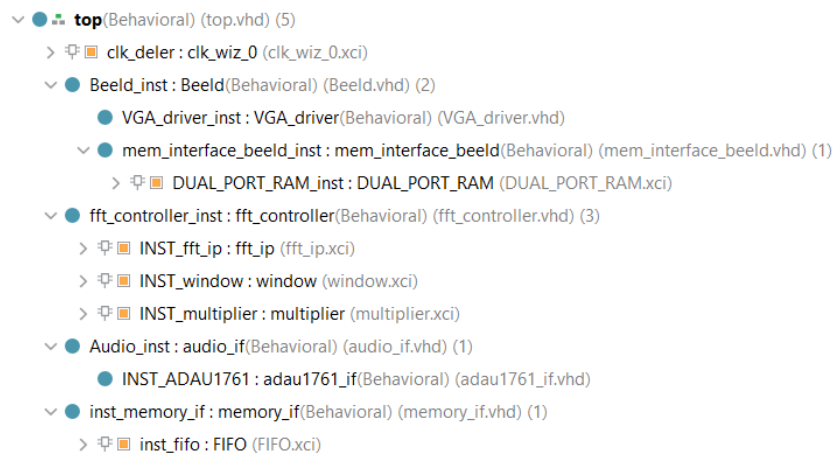 top(Behavioral) (top.vhd) (5)
clk_deler : clk_wiz_0 (clk_wiz_0.xci)
Beeld_inst : Beeld(Behavioral) (Beeld.vhd) (2)
VGA_driver_inst : VGA_driver(Behavioral) (VGA_driver.vhd)
mem_interface_beeld_inst : mem_interface_beeld(Behavioral) (mem_interface_beeld.vhd) (1)
DUAL_PORT_RAM_inst : DUAL_PORT_RAM (DUAL_PORT_RAM.xci)
fft_controller_inst : fft_controller(Behavioral) (fft_controller.vhd) (3)
INST_fft_ip : fft_ip (fft_ip.xci)
INST_window : window (window.xci)
INST_multiplier : multiplier (multiplier.xci)
Audio_inst : audio_if(Behavioral) (audio_if.vhd) (1)
INST_ADAU1761 : adau1761_if(Behavioral) (adau1761_if.vhd)
inst_memory_if : memory_if(Behavioral) (memory_if.vhd) (1)
inst_fifo : FIFO (FIFO.xci)